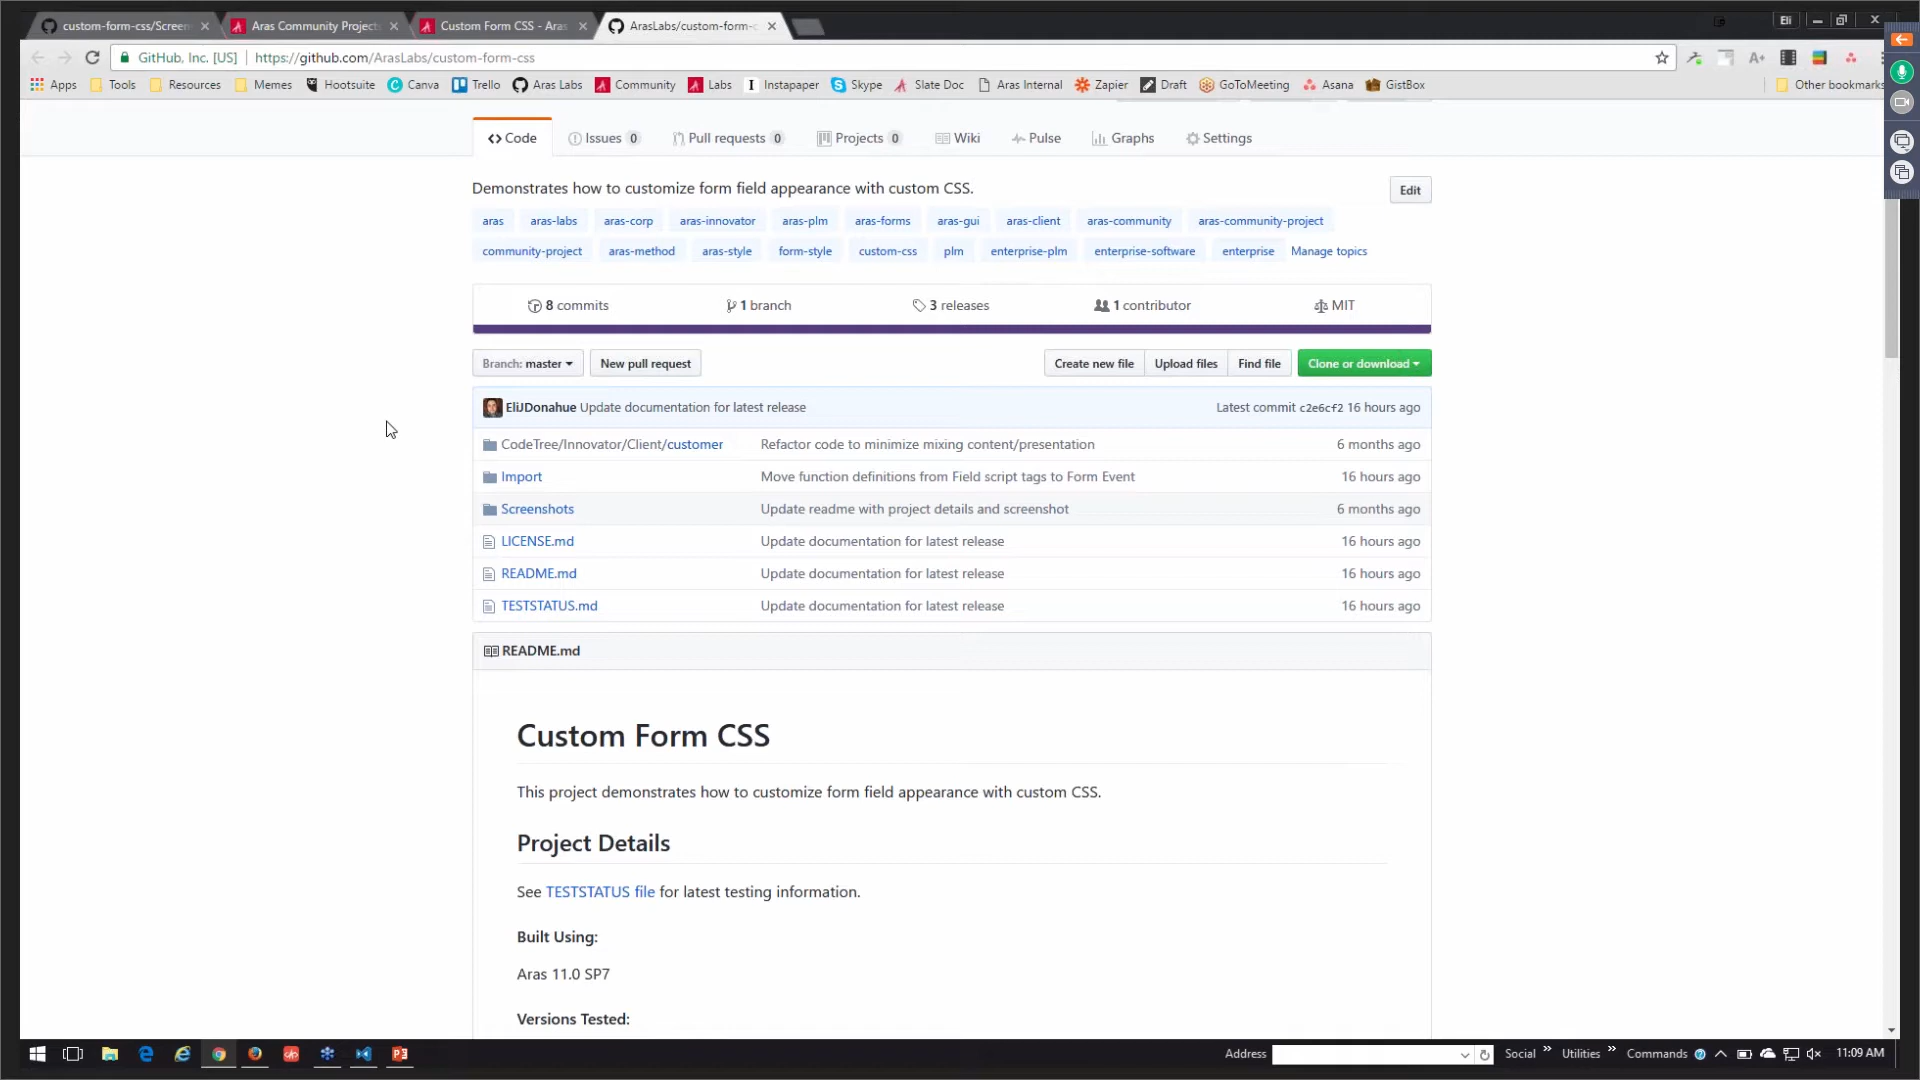 custom-form-css/Screen
Aras Community Projects
Custom Form CSS - Aras
ArasLabs/custom-form-c
Eli
GitHub, Inc. [US]
https://github.com/ArasLabs/custom-form-css
Apps
Tools
Resources
Memes
Hootsuite
Canva
Trello
Aras Labs
Community
Labs
Instapaper
Skype
Slate Doc
Aras Internal
Zapier
Draft
GoToMeeting
Asana
GistBox
Other bookmarks
Code
Issues 0
Pull requests 0
Projects 0
Wiki
Pulse
Graphs
Settings
Demonstrates how to customize form field appearance with custom CSS.
Edit
aras aras-labs aras-corp aras-innovator aras-plm aras-forms aras-gui aras-client aras-community aras-community-project
community-project aras-method aras-style form-style custom-css plm enterprise-plm enterprise-software enterprise Manage topics
8 commits
1 branch
3 releases
1 contributor
MIT
Branch: master
New pull request
Create new file
Upload files
Find file
Clone or download
EliJDonahue Update documentation for latest release
Latest commit c2e6cf2 16 hours ago
CodeTree/Innovator/Client/customer Refactor code to minimize mixing content/presentation 6 months ago
Import Move function definitions from Field script tags to Form Event 16 hours ago
Screenshots Update readme with project details and screenshot 6 months ago
LICENSE.md Update documentation for latest release 16 hours ago
README.md Update documentation for latest release 16 hours ago
TESTSTATUS.md Update documentation for latest release 16 hours ago
README.md
Custom Form CSS
This project demonstrates how to customize form field appearance with custom CSS.
Project Details
See TESTSTATUS file for latest testing information.
Built Using:
Aras 11.0 SP7
Versions Tested:
Address
Social
Utilities
Commands
11:09 AM